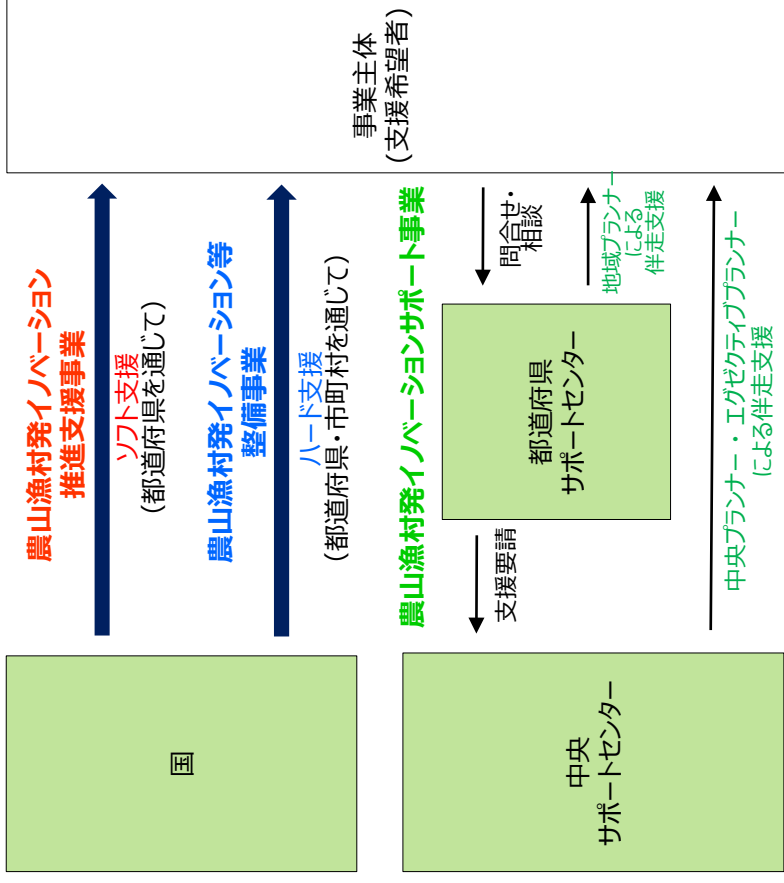 国
農山漁村発イノベーション
推進支援事業
ソフト支援
(都道府県を通じて)
農山漁村発イノベーション等
整備事業
ハード支援
(都道府県・市町村を通じて)
事業主体
(支援希望者)
農山漁村発イノベーションサポート事業
中央
サポートセンター
支援要請
都道府県
サポートセンター
問合せ・
相談
地域プランナー
による
伴走支援
中央プランナー・エグゼクティブプランナー
による伴走支援